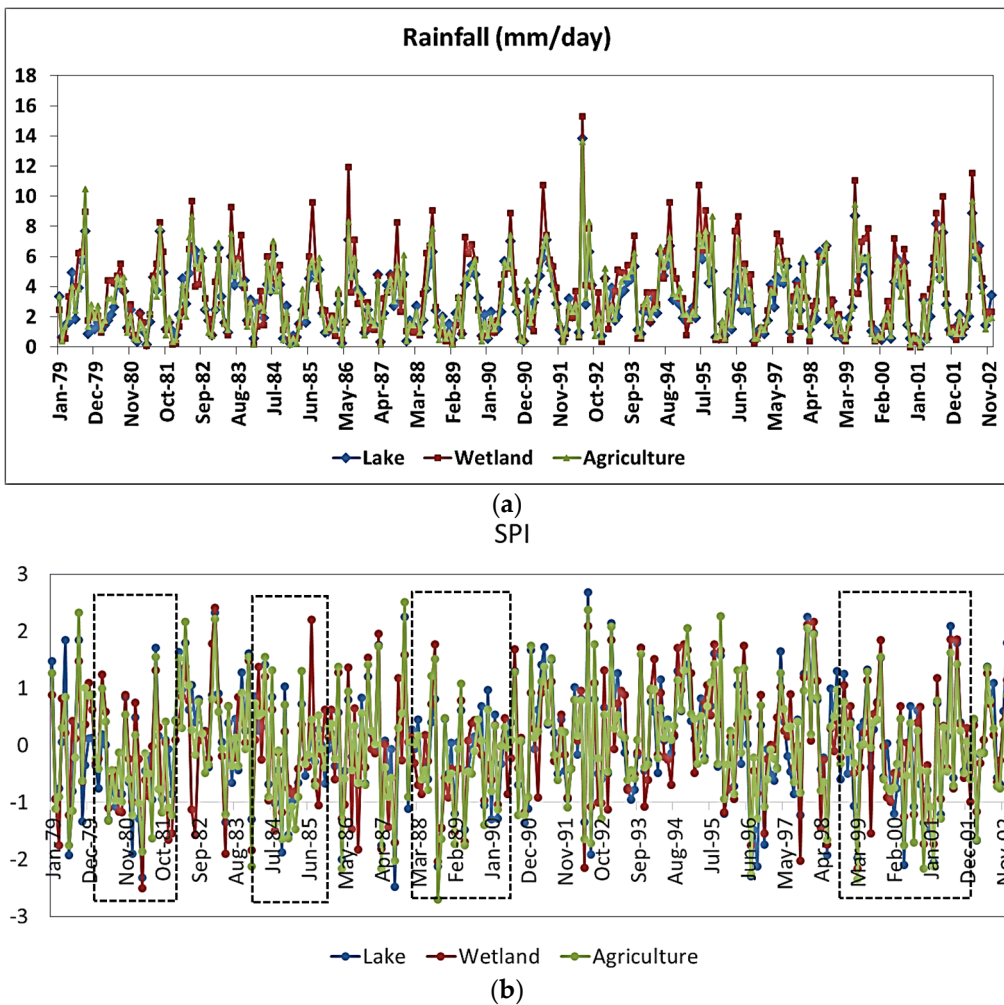 Rainfall (mm/day)
18
16
14
12
10
8
6
4
2
0
Jan-79
Dec-79
Nov-80
Oct-81
Sep-82
Aug-83
Jul-84
Jun-85
May-86
Apr-87
Mar-88
Feb-89
Jan-90
Dec-90
Nov-91
Oct-92
Sep-93
Aug-94
Jul-95
Jun-96
May-97
Apr-98
Mar-99
Feb-00
Jan-01
Dec-01
Nov-02
Lake Wetland Agriculture
(a)
SPI
3
2
1
0
-1
-2
-3
Jan-79
Dec-79
Nov-80
Oct-81
Sep-82
Aug-83
Jul-84
Jun-85
May-86
Apr-87
Mar-88
Feb-89
Jan-90
Dec-90
Nov-91
Oct-92
Sep-93
Aug-94
Jul-95
Jun-96
May-97
Apr-98
Mar-99
Feb-00
Jan-01
Dec-01
Lake Wetland Agriculture
(b)